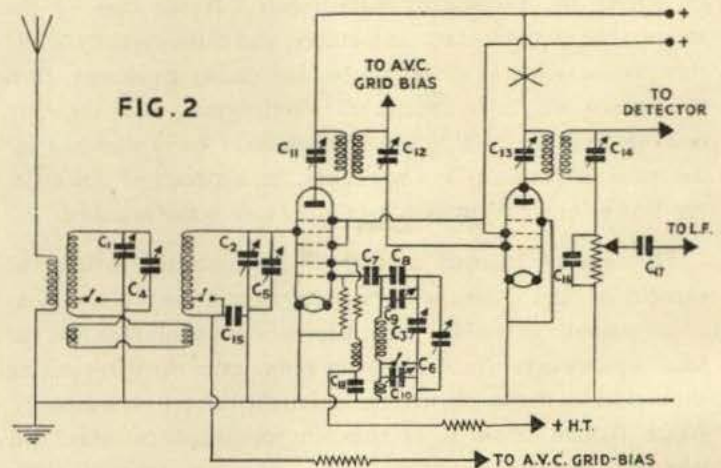 +
+
TO A.V.C.
GRID BIAS
FIG. 2
TO
DETECTOR
C11
C12
C13
C14
C1
C4
C2
C5
C7
C8
TO L.F.
C9
C37
C16
C17
C15
C6
C18
C10
+ H.T.
TO A.V.C. GRID-BIAS